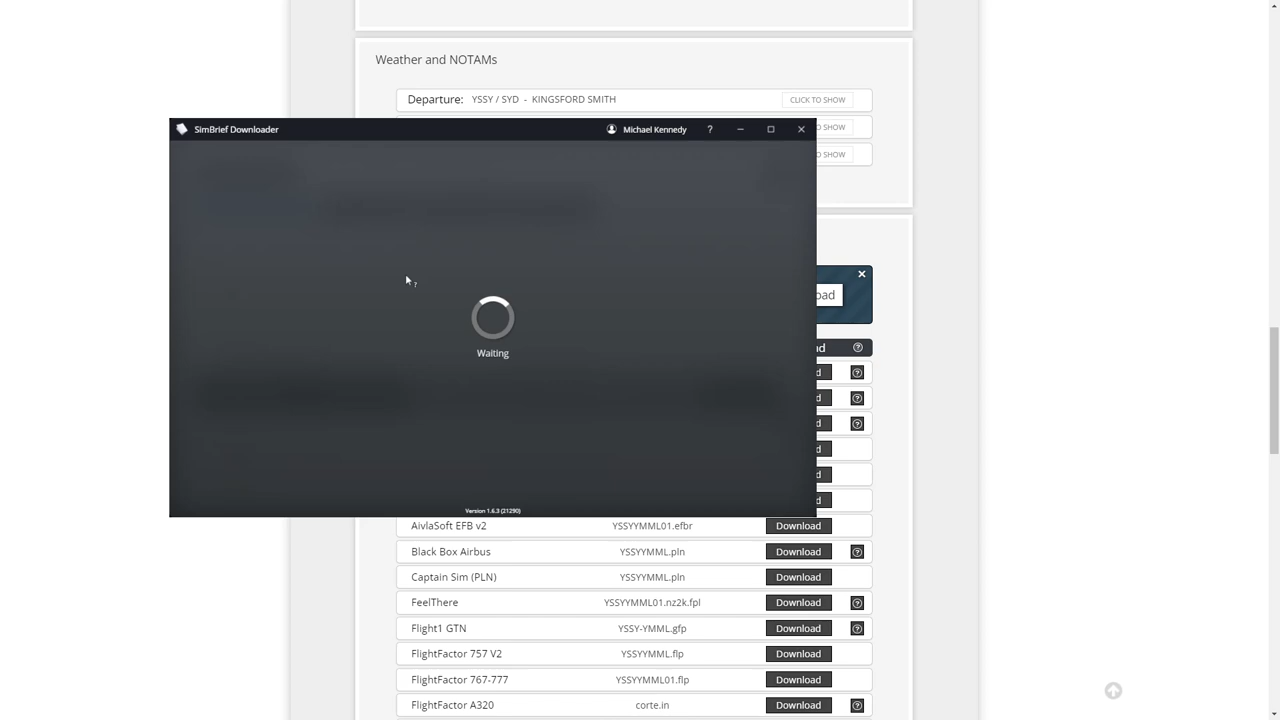 Weather and NOTAMs
Departure: YSSY / SYD - KINGSFORD SMITH CLICK TO SHOW
SimBrief Downloader Michael Kennedy ?
O SHOW
O SHOW
Waiting
oad
ud ?
d ?
d ?
d ?
d
d
d
Version 1.6.3 (21290)
AivlaSoft EFB v2 YSSYYMML01.efbr Download
Black Box Airbus YSSYYMML.pln Download ?
Captain Sim (PLN) YSSYYMML.pln Download
FeelThere YSSYYMML01.nz2k.fpl Download ?
Flight1 GTN YSSY-YMML.gfp Download ?
FlightFactor 757 V2 YSSYYMML.flp Download
FlightFactor 767-777 YSSYYMML01.flp Download
FlightFactor A320 corte.in Download ?